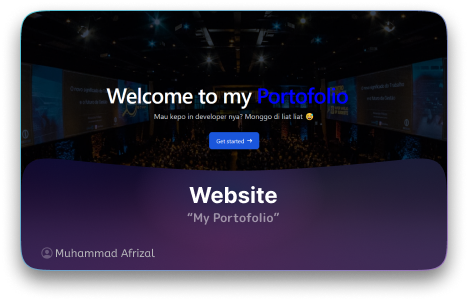 Welcome to my Portofolio
Mau kepo in developer nya? Monggo di liat liat 😄
Get started →
Website
“My Portofolio”
Muhammad Afrizal